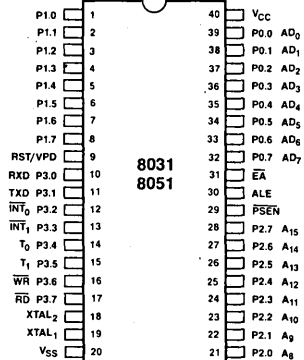 P1.0 1 40 VCC
P1.1 2 39 P0.0 AD0
P1.2 3 38 P0.1 AD1
P1.3 4 37 P0.2 AD2
P1.4 5 36 P0.3 AD3
P1.5 6 35 P0.4 AD4
P1.6 7 34 P0.5 AD5
P1.7 8 33 P0.6 AD6
RST/VPD 9 32 P0.7 AD7
8031
8051
RXD P3.0 10 31 E̅A̅
TXD P3.1 11 30 ALE
I̅N̅T̅0 P3.2 12 29 P̅S̅E̅N̅
I̅N̅T̅1 P3.3 13 28 P2.7 A15
T0 P3.4 14 27 P2.6 A14
T1 P3.5 15 26 P2.5 A13
W̅R̅ P3.6 16 25 P2.4 A12
R̅D̅ P3.7 17 24 P2.3 A11
XTAL2 18 23 P2.2 A10
XTAL1 19 22 P2.1 A9
VSS 20 21 P2.0 A8